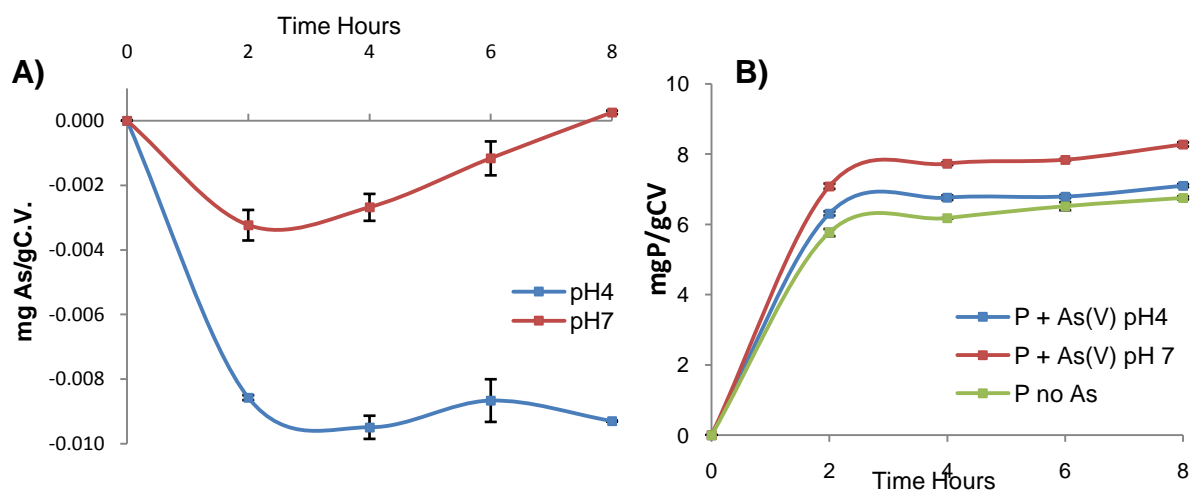 Time Hours
0 2 4 6 8
A)
0.000
-0.002
-0.004
-0.006
-0.008
-0.010
mg As/gC.V.
pH4
pH7
B)
10
8
6
4
2
0
mgP/gCV
P + As(V) pH4
P + As(V) pH 7
P no As
0 2 4 6 8
Time Hours